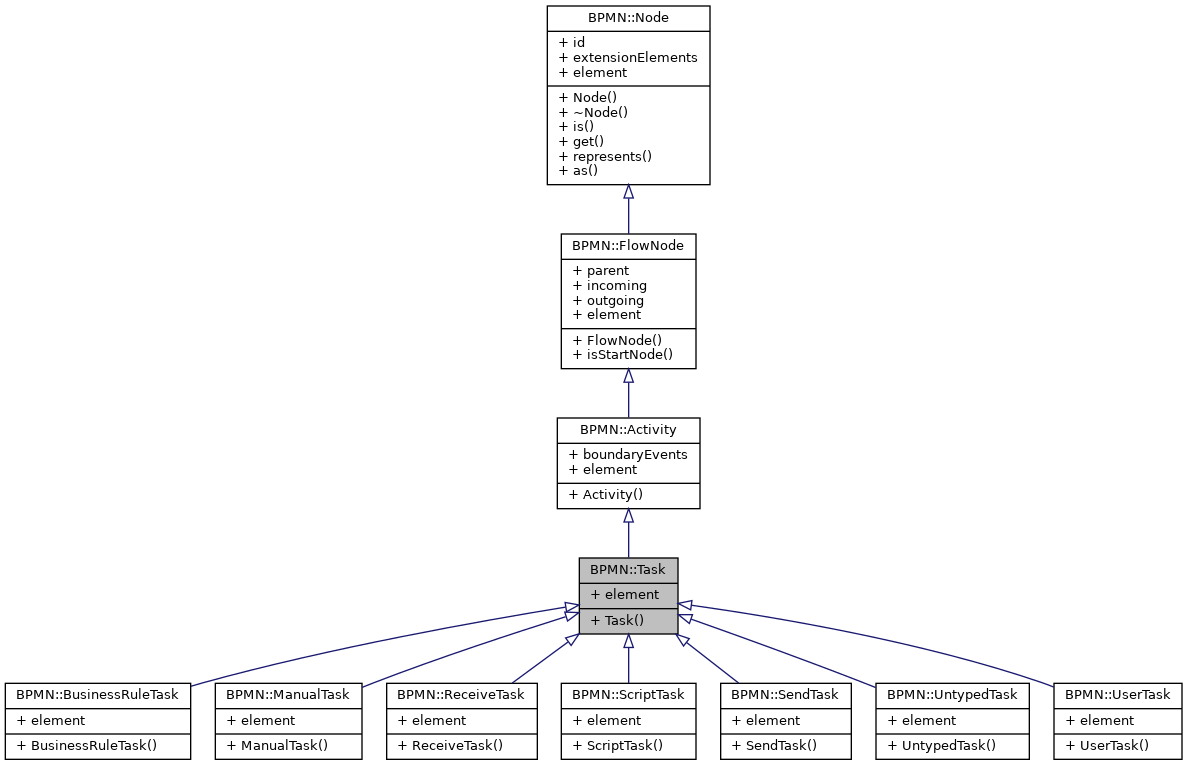 BPMN::Node
+ id
+ extensionElements
+ element
+ Node()
+ ~Node()
+ is()
+ get()
+ represents()
+ as()
BPMN::FlowNode
+ parent
+ incoming
+ outgoing
+ element
+ FlowNode()
+ isStartNode()
BPMN::Activity
+ boundaryEvents
+ element
+ Activity()
BPMN::Task
+ element
+ Task()
BPMN::BusinessRuleTask
+ element
+ BusinessRuleTask()
BPMN::ManualTask
+ element
+ ManualTask()
BPMN::ReceiveTask
+ element
+ ReceiveTask()
BPMN::ScriptTask
+ element
+ ScriptTask()
BPMN::SendTask
+ element
+ SendTask()
BPMN::UntypedTask
+ element
+ UntypedTask()
BPMN::UserTask
+ element
+ UserTask()